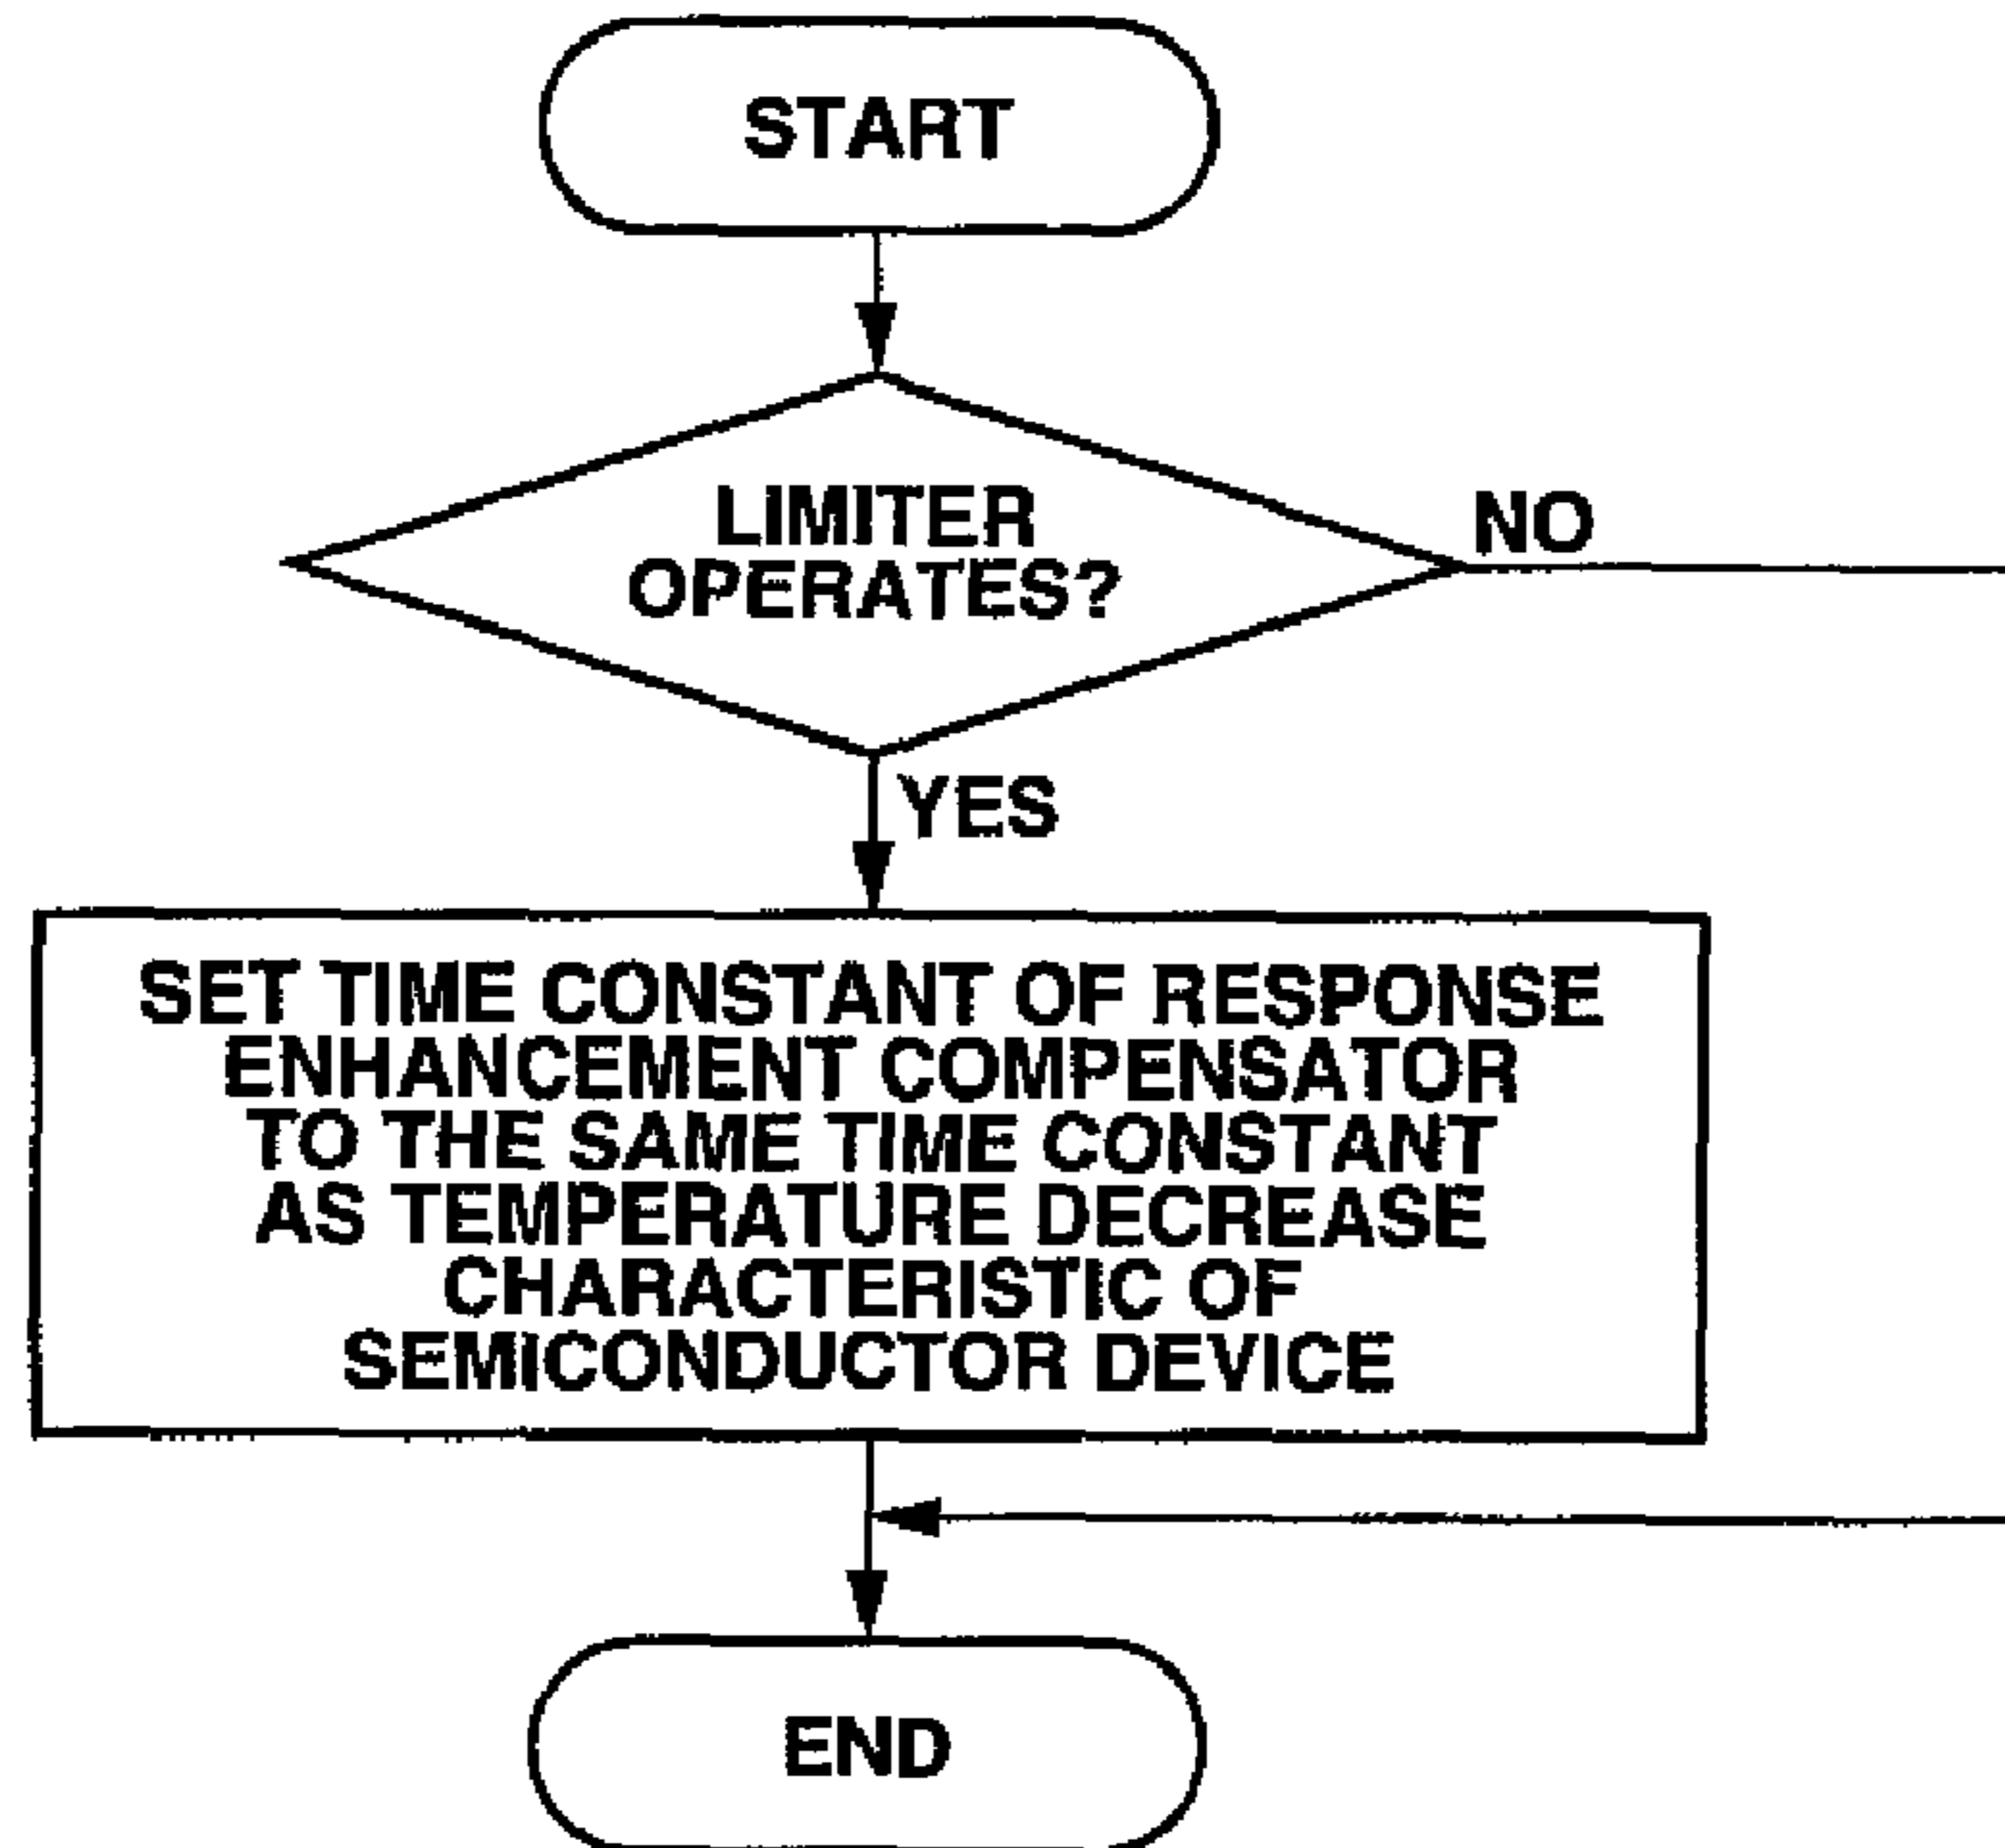 START
LIMITER
OPERATES?
NO
YES
SET TIME CONSTANT OF RESPONSE
ENHANCEMENT COMPENSATOR
TO THE SAME TIME CONSTANT
AS TEMPERATURE DECREASE
CHARACTERISTIC OF
SEMICONDUCTOR DEVICE
END